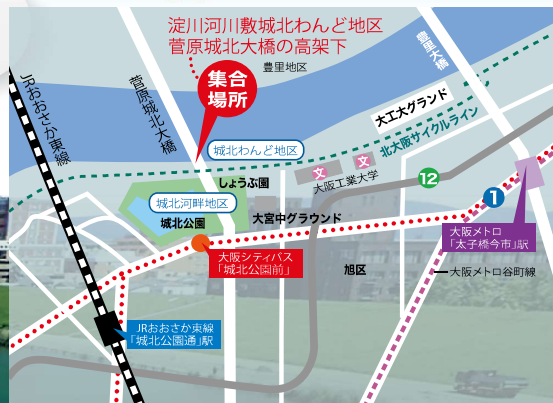 淀川河川敷城北わんど地区
菅原城北大橋の高架下
豊里地区
集合
場所
JRおおさか東線
菅原城北大橋
豊里大橋
大工大グランド
北大阪サイクルライン
城北わんど地区
文
文
大阪工業大学
12
1
しょうぶ園
城北河畔地区
城北公園
大宮中グラウンド
大阪シティバス
「城北公園前」
旭区
大阪メトロ
「太子橋今市」駅
大阪メトロ谷町線
JRおおさか東線
「城北公園通」駅